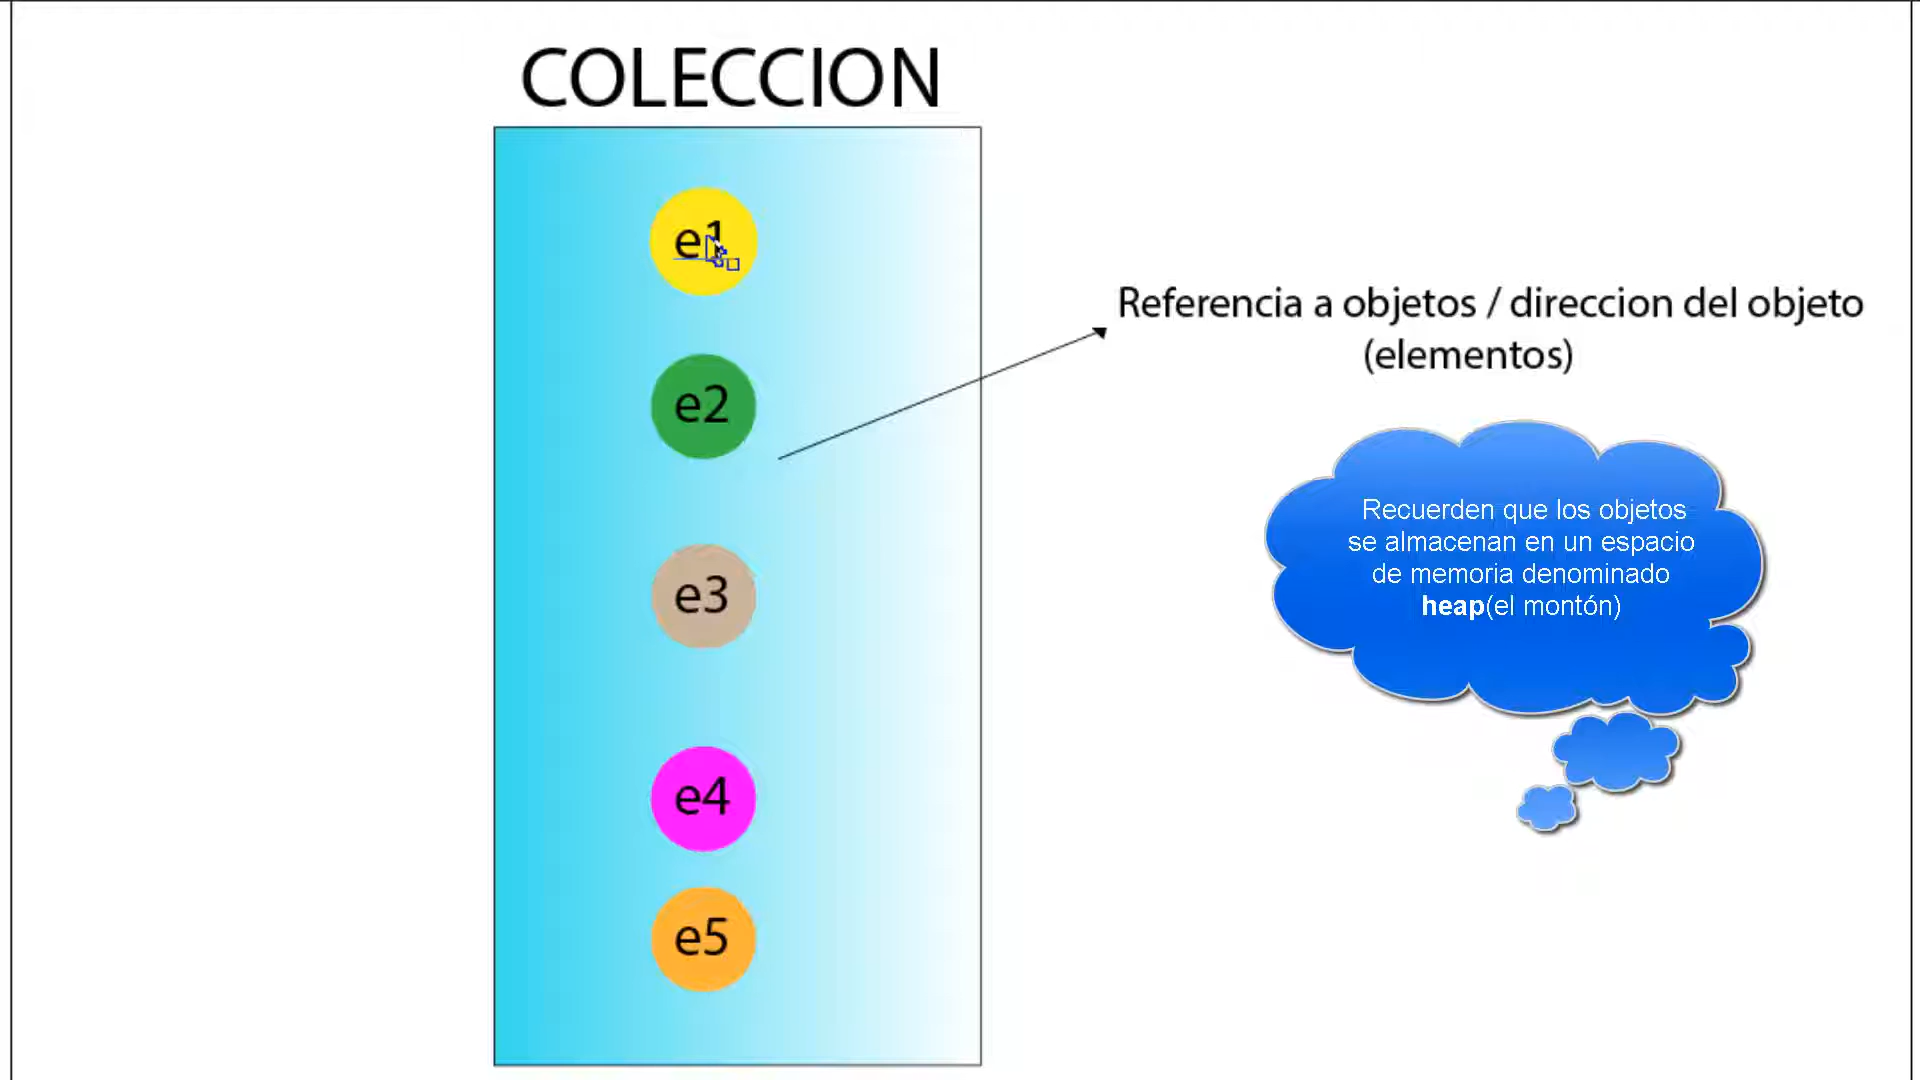 COLECCION
e1
e2
e3
e4
e5
Referencia a objetos / direccion del objeto
(elementos)
Recuerden que los objetos
se almacenan en un espacio
de memoria denominado
heap(el montón)